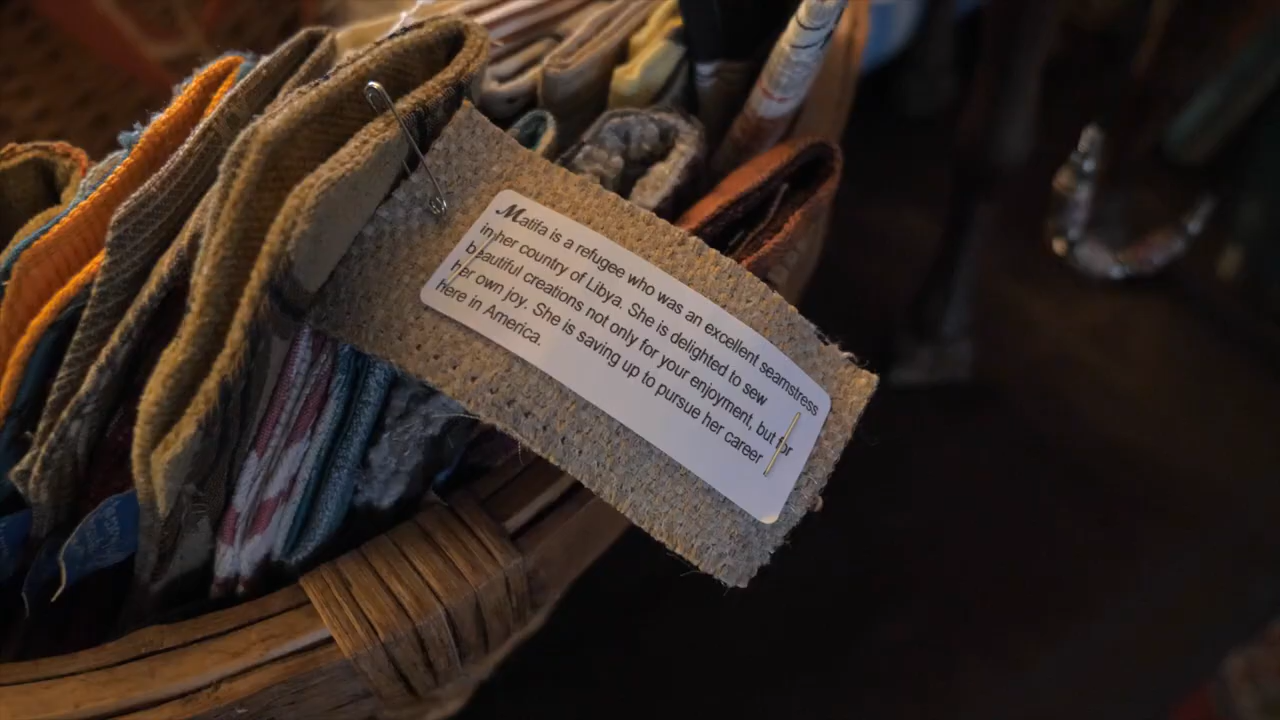 Matifa is a refugee who was an excellent seamstress
in her country of Libya. She is delighted to sew
beautiful creations not only for your enjoyment, but for
her own joy. She is saving up to pursue her career
here in America.